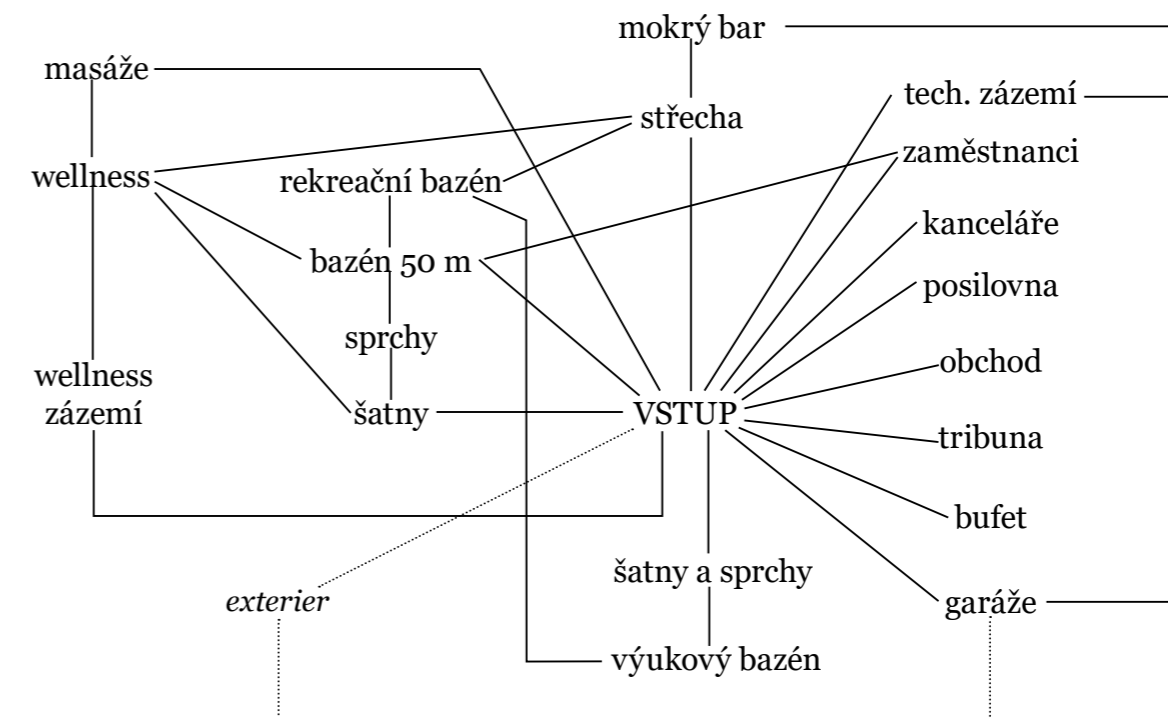 mokrý bar
masáže
tech. zázemí
střecha
zaměstnanci
wellness
rekreační bazén
kanceláře
bazén 50 m
posilovna
sprchy
obchod
wellness
zázemí
šatny
VSTUP
tribuna
bufet
šatny a sprchy
exterier
garáže
výukový bazén